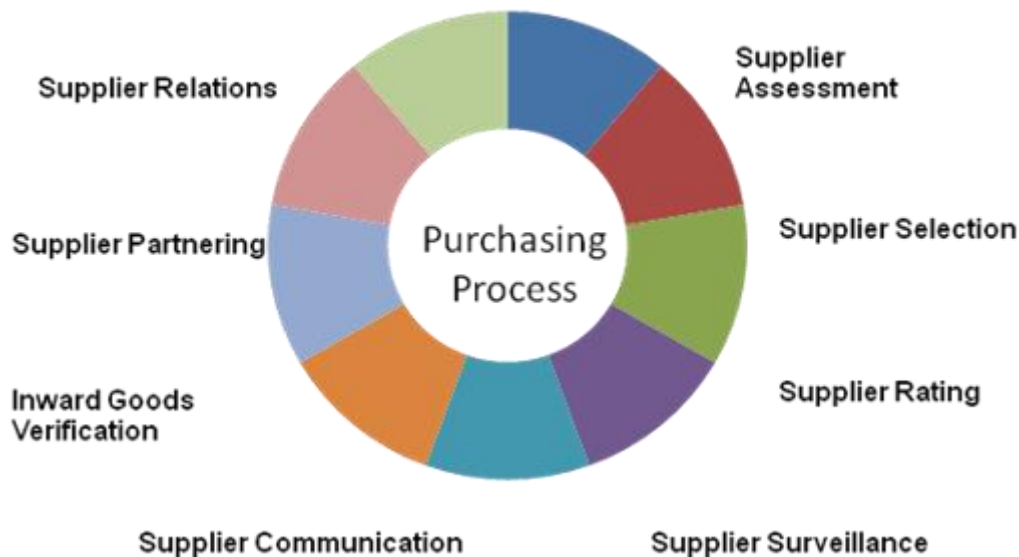 Supplier
Assessment
Supplier Relations
Supplier Selection
Purchasing
Process
Supplier Partnering
Supplier Rating
Inward Goods
Verification
Supplier Communication
Supplier Surveillance